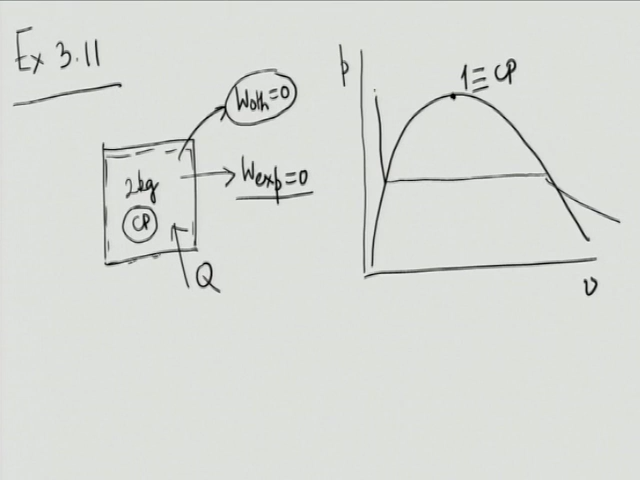 Ex 3.11
Woth=0
Wexp=0
2kg
CP
Q
p
1≡CP
v